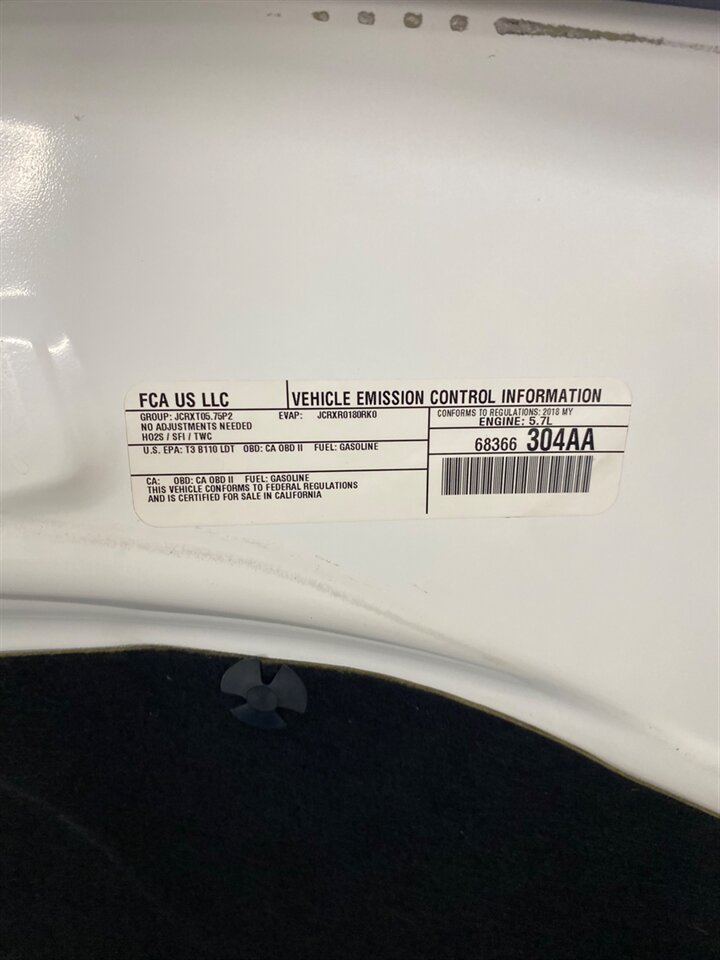 FCA US LLC
VEHICLE EMISSION CONTROL INFORMATION
GROUP: JCRXT05.75P2 EVAP: JCRXR0180RK0
NO ADJUSTMENTS NEEDED
HO2S / SFI / TWC
U.S. EPA: T3 B110 LDT OBD: CA OBD II FUEL: GASOLINE
CA: OBD: CA OBD II FUEL: GASOLINE
THIS VEHICLE CONFORMS TO FEDERAL REGULATIONS
AND IS CERTIFIED FOR SALE IN CALIFORNIA
CONFORMS TO REGULATIONS: 2018 MY
ENGINE: 5.7L
68366 304AA